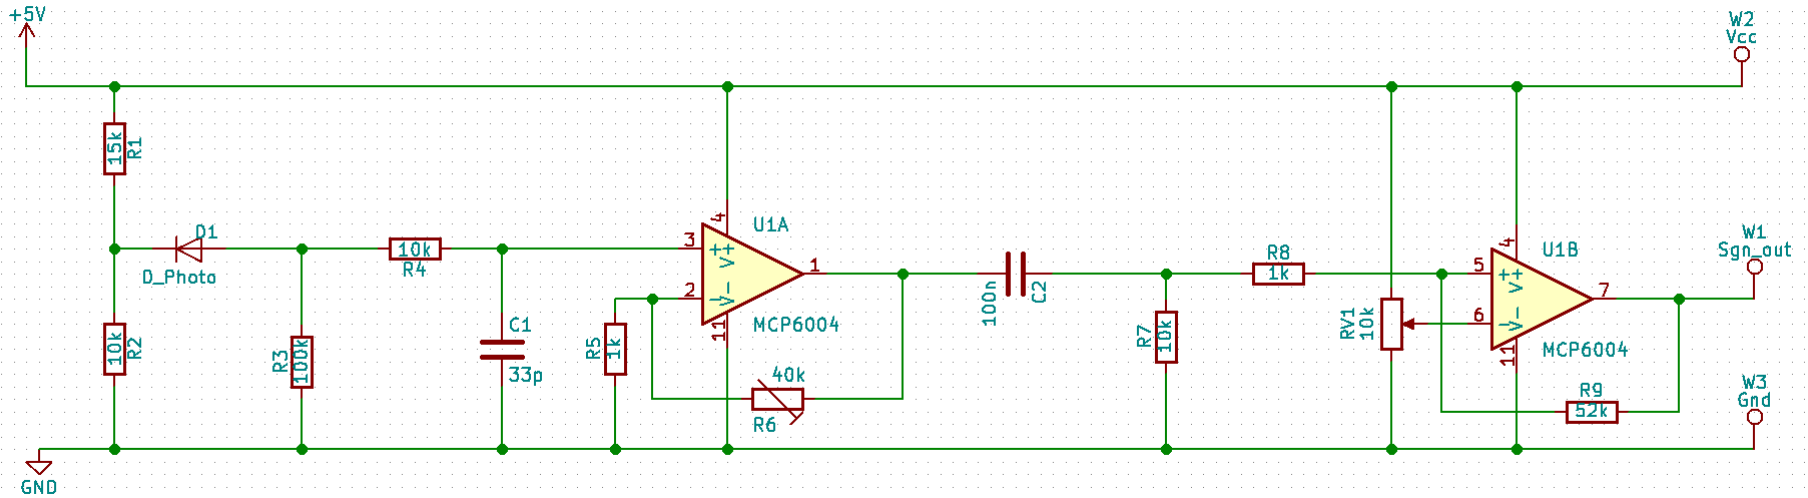 +5V
W2
Vcc
15k
R1
D1
D_Photo
10k
R4
4
U1A
3
+
V+
1
2
-
V-
11
MCP6004
R8
1k
4
U1B
5
+
V+
7
6
-
V-
11
MCP6004
W1
Sgn_out
10k
R2
R3
100k
C1
33p
R5
1k
40k
R6
100n
C2
R7
10k
RV1
10k
R9
52k
W3
Gnd
GND